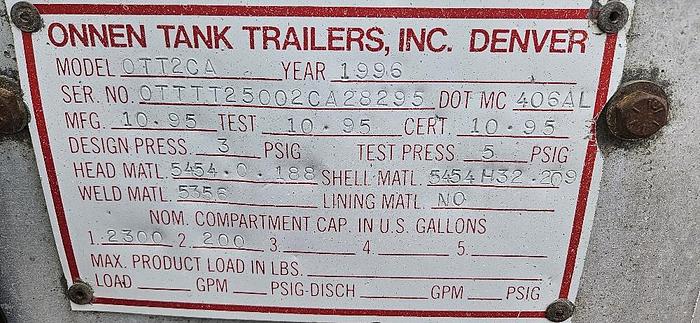 ONNEN TANK TRAILERS, INC. DENVER
MODEL OTT2CA YEAR 1996
SER. NO. OTTTT25002CA28295 DOT MC 406AL
MFG. 10.95 TEST 10.95 CERT. 10.95
DESIGN PRESS. 3 PSIG TEST PRESS. 5 PSIG
HEAD MATL. 5454.0.188 SHELL MATL. 5454H32.209
WELD MATL. 5356 LINING MATL. NO
NOM. COMPARTMENT CAP. IN U.S. GALLONS
1. 2300 2. 200 3. 4. 5.
MAX. PRODUCT LOAD IN LBS.
LOAD GPM PSIG-DISCH GPM PSIG